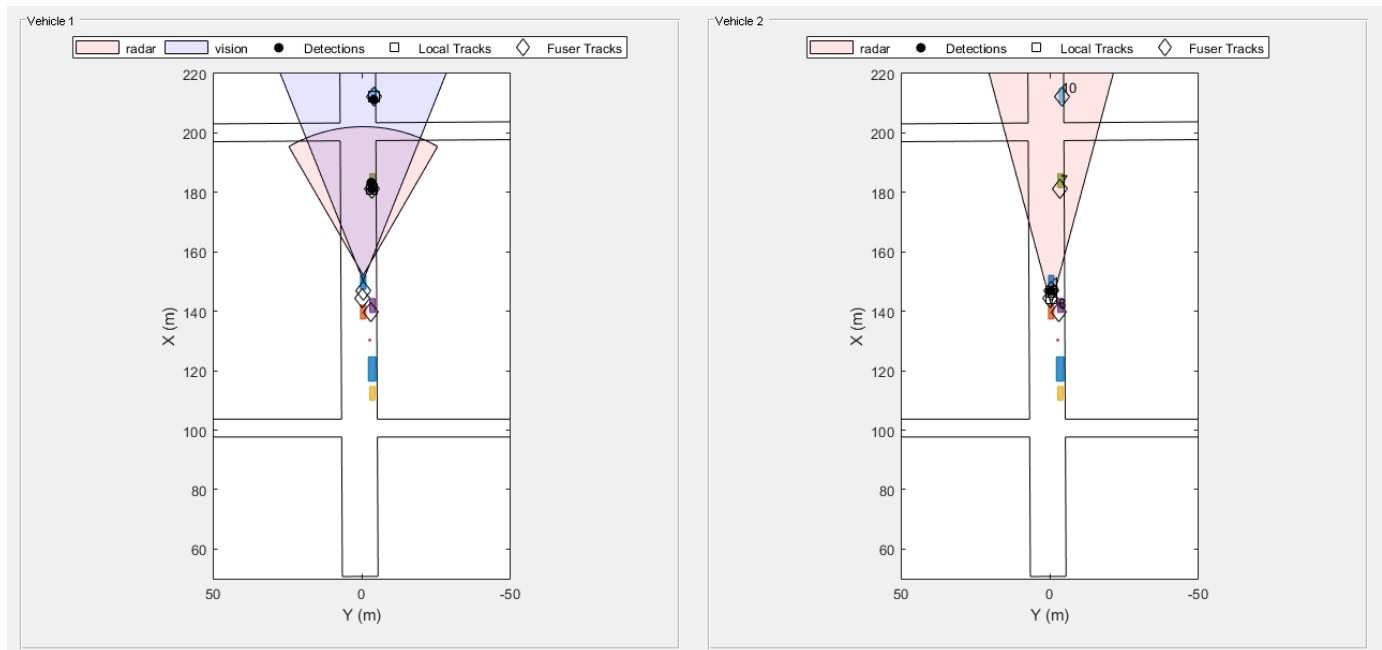 Vehicle 1
radar vision Detections Local Tracks Fuser Tracks
220
200
180
160
140
120
100
80
60
X (m)
50 0 -50
Y (m)
Vehicle 2
radar Detections Local Tracks Fuser Tracks
220
200
180
160
140
120
100
80
60
X (m)
10
50 0 -50
Y (m)